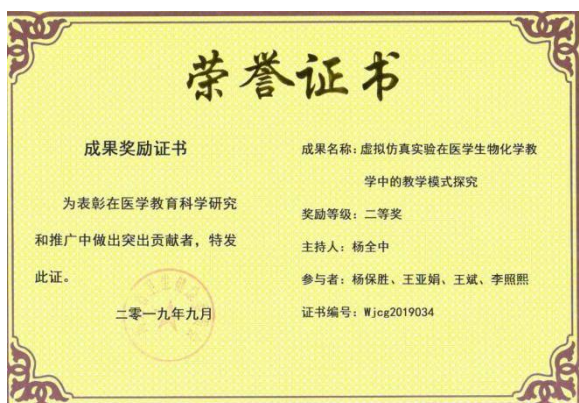 荣誉证书
成果奖励证书
为表彰在医学教育科学研究
和推广中做出突出贡献者，特发
此证。
二零一九年九月
成果名称：虚拟仿真实验在医学生物化学教
学中的教学模式探究
奖励等级：二等奖
主持人：杨全中
参与者：杨保胜、王亚娟、王斌、李照熙
证书编号：Wjcg2019034